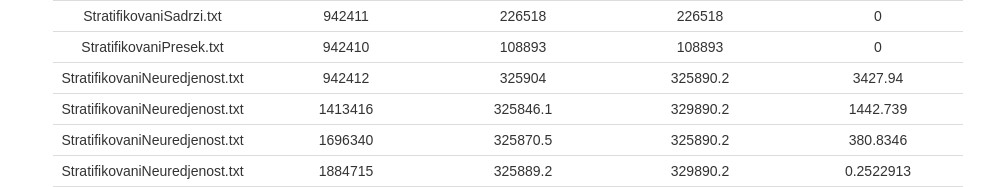 StratifikovaniSadrzi.txt 942411 226518 226518 0
StratifikovaniPresek.txt 942410 108893 108893 0
StratifikovaniNeuredjenost.txt 942412 325904 325890.2 3427.94
StratifikovaniNeuredjenost.txt 1413416 325846.1 329890.2 1442.739
StratifikovaniNeuredjenost.txt 1696340 325870.5 325890.2 380.8346
StratifikovaniNeuredjenost.txt 1884715 325889.2 329890.2 0.2522913